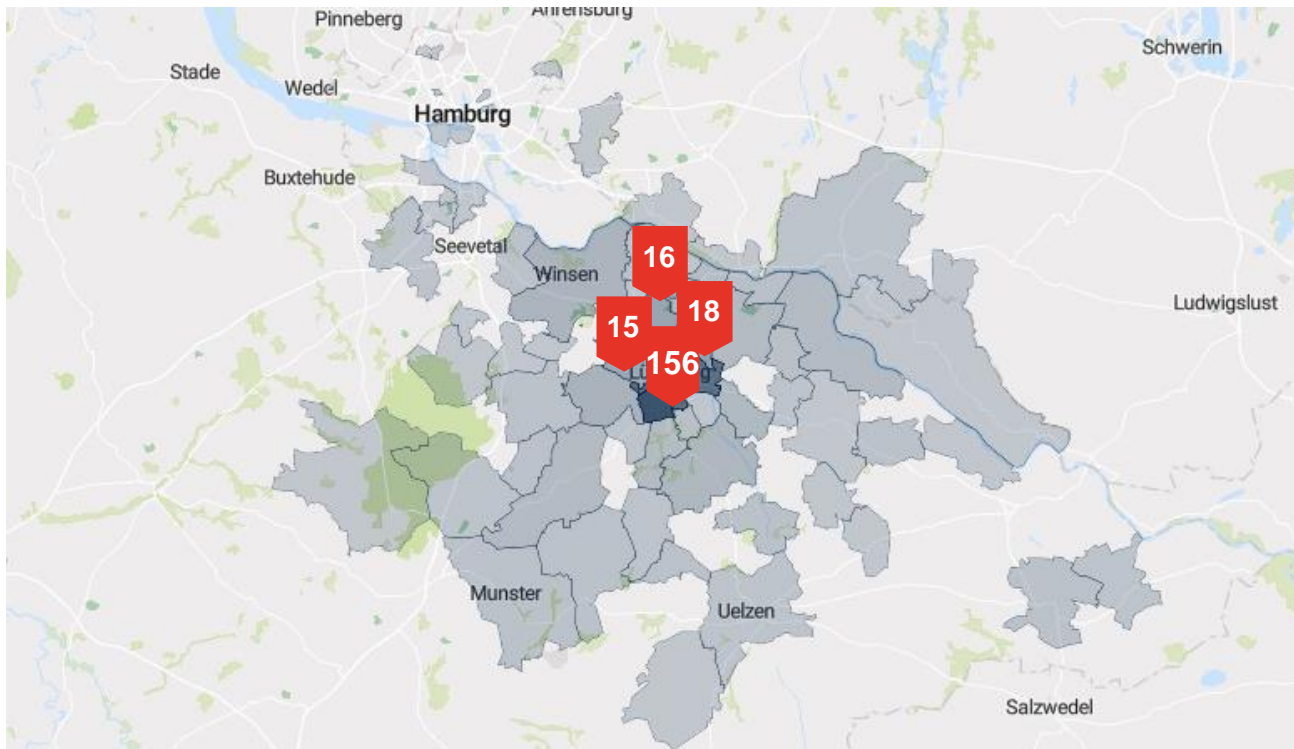 Pinneberg
Ahrensburg
Schwerin
Stade
Wedel
Hamburg
Buxtehude
Seevetal
16
Winsen
Ludwigslust
18
15
156
Munster
Uelzen
Salzwedel